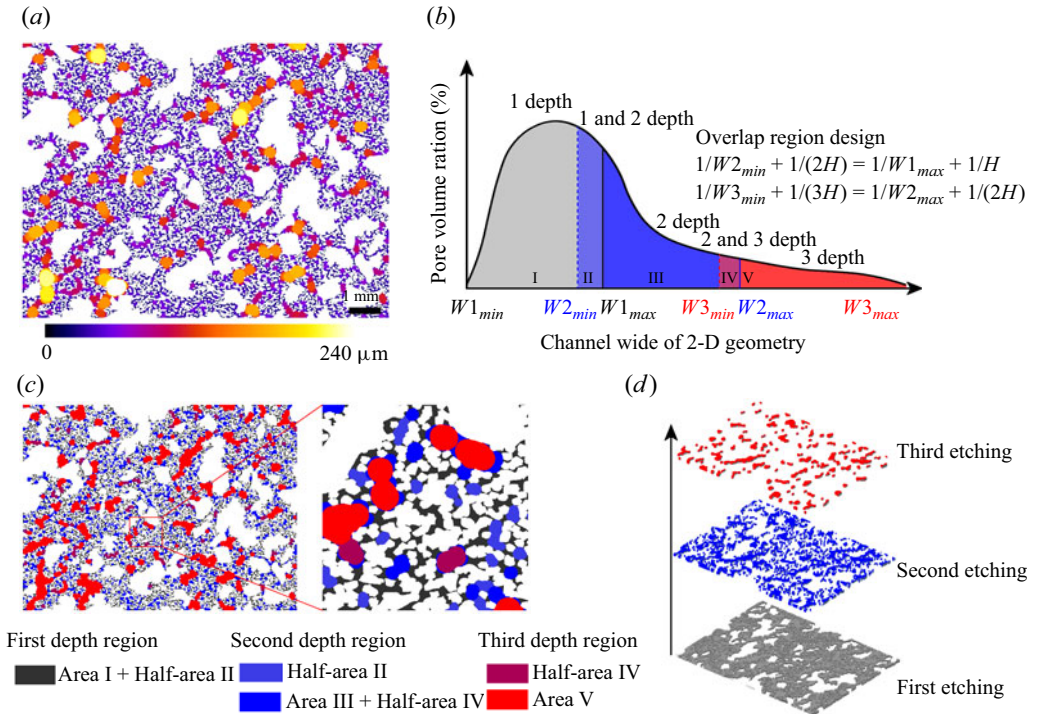 (a)
1 mm
0
240 μm
(b)
Pore volume ration (%)
1 depth
1 and 2 depth
Overlap region design
1/W2min + 1/(2H) = 1/W1max + 1/H
1/W3min + 1/(3H) = 1/W2max + 1/(2H)
2 depth
2 and 3 depth
3 depth
I
II
III
IV
V
W1min
W2min
W1max
W3min
W2max
W3max
Channel wide of 2-D geometry
(c)
First depth region
Area I + Half-area II
Second depth region
Half-area II
Area III + Half-area IV
Third depth region
Half-area IV
Area V
(d)
Third etching
Second etching
First etching